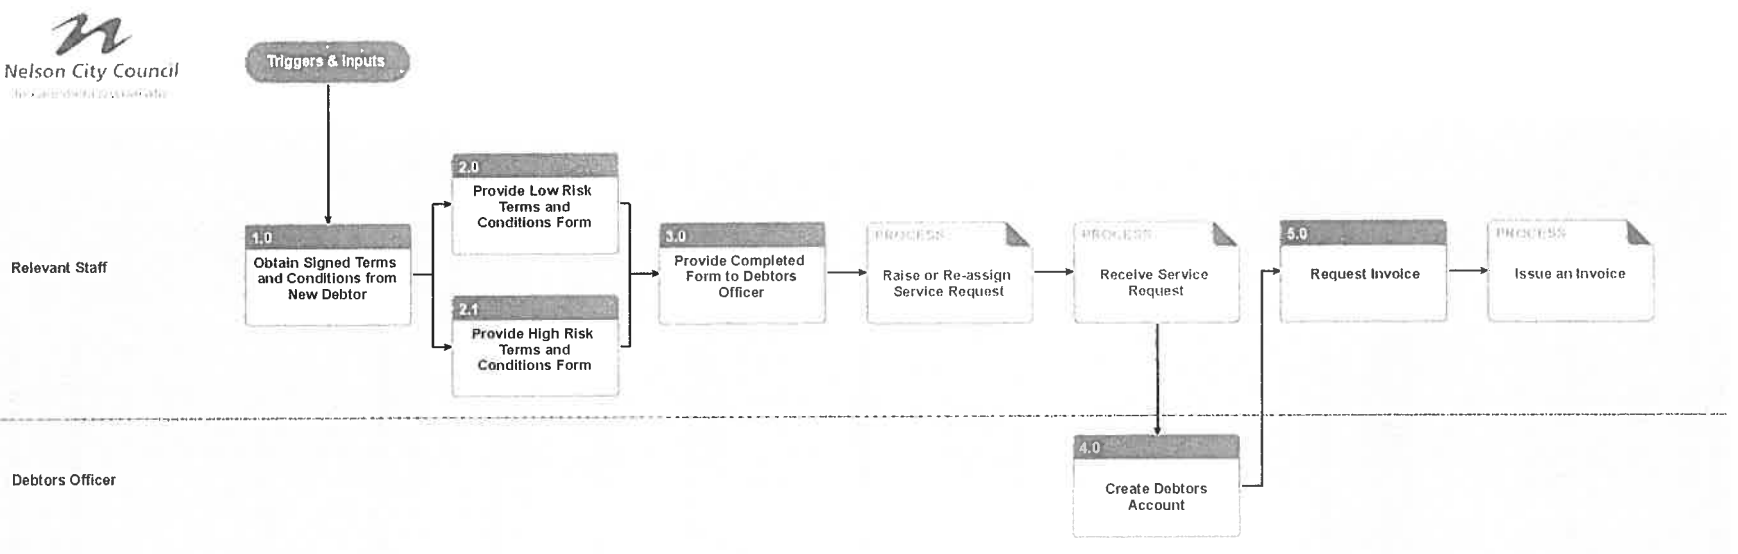 Nelson City Council
Triggers & Inputs
2.0
Provide Low Risk
Terms and
Conditions Form
1.0
Obtain Signed Terms
and Conditions from
New Debtor
2.1
Provide High Risk
Terms and
Conditions Form
3.0
Provide Completed
Form to Debtors
Officer
PROCESS
Raise or Re-assign
Service Request
PROCESS
Receive Service
Request
5.0
Request Invoice
PROCESS
Issue an Invoice
Relevant Staff
4.0
Create Debtors
Account
Debtors Officer